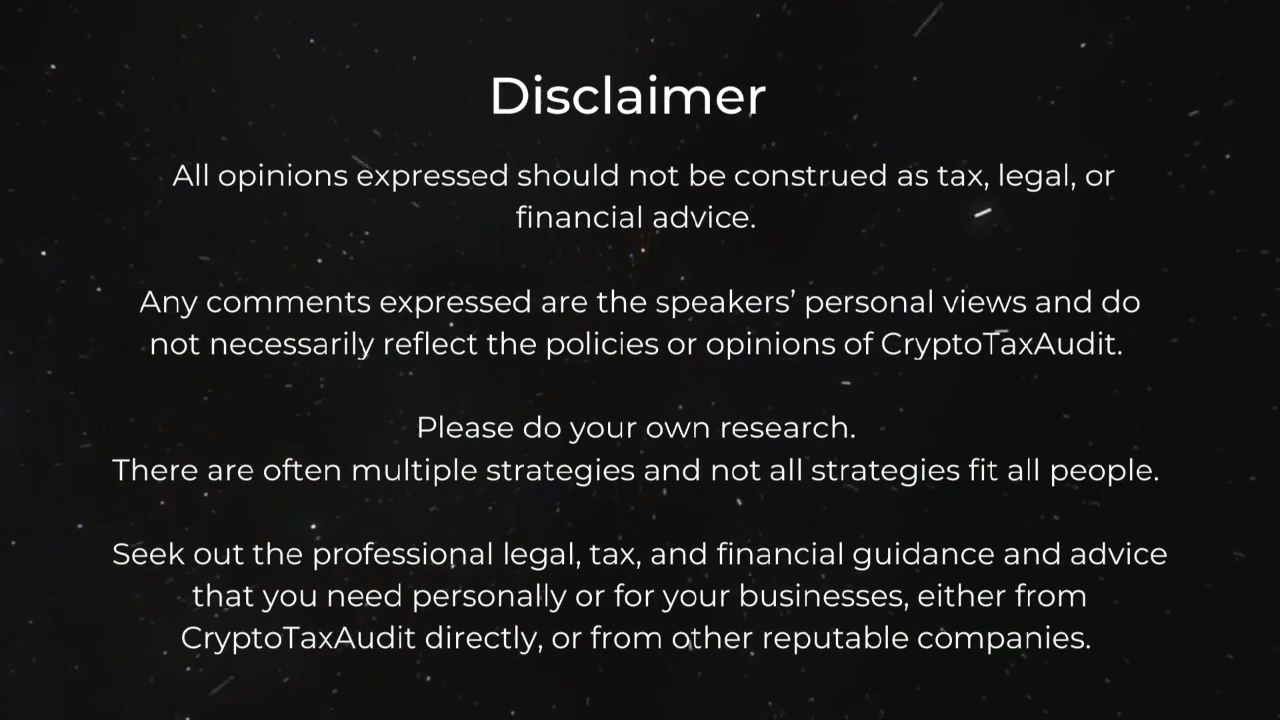 Disclaimer
All opinions expressed should not be construed as tax, legal, or
financial advice.
Any comments expressed are the speakers’ personal views and do
not necessarily reflect the policies or opinions of CryptoTaxAudit.
Please do your own research.
There are often multiple strategies and not all strategies fit all people.
Seek out the professional legal, tax, and financial guidance and advice
that you need personally or for your businesses, either from
CryptoTaxAudit directly, or from other reputable companies.